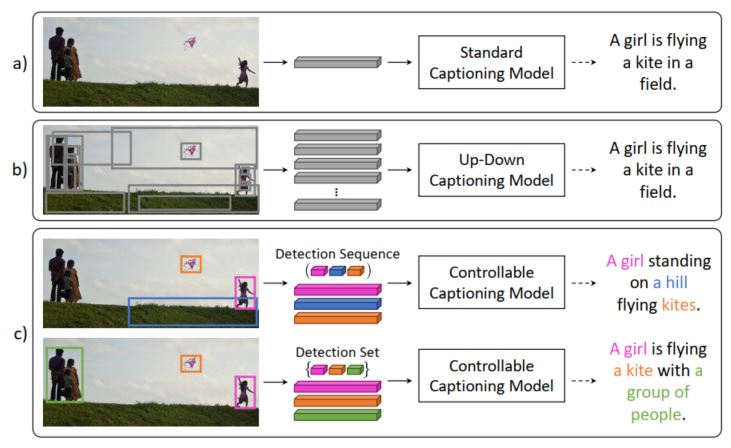 a)
Standard
Captioning Model
A girl is flying
a kite in a
field.
b)
Up-Down
Captioning Model
A girl is flying
a kite in a
field.
c)
Detection Sequence
( )
Controllable
Captioning Model
A girl standing
on a hill
flying kites.
Detection Set
{ }
Controllable
Captioning Model
A girl is flying
a kite with a
group of
people.